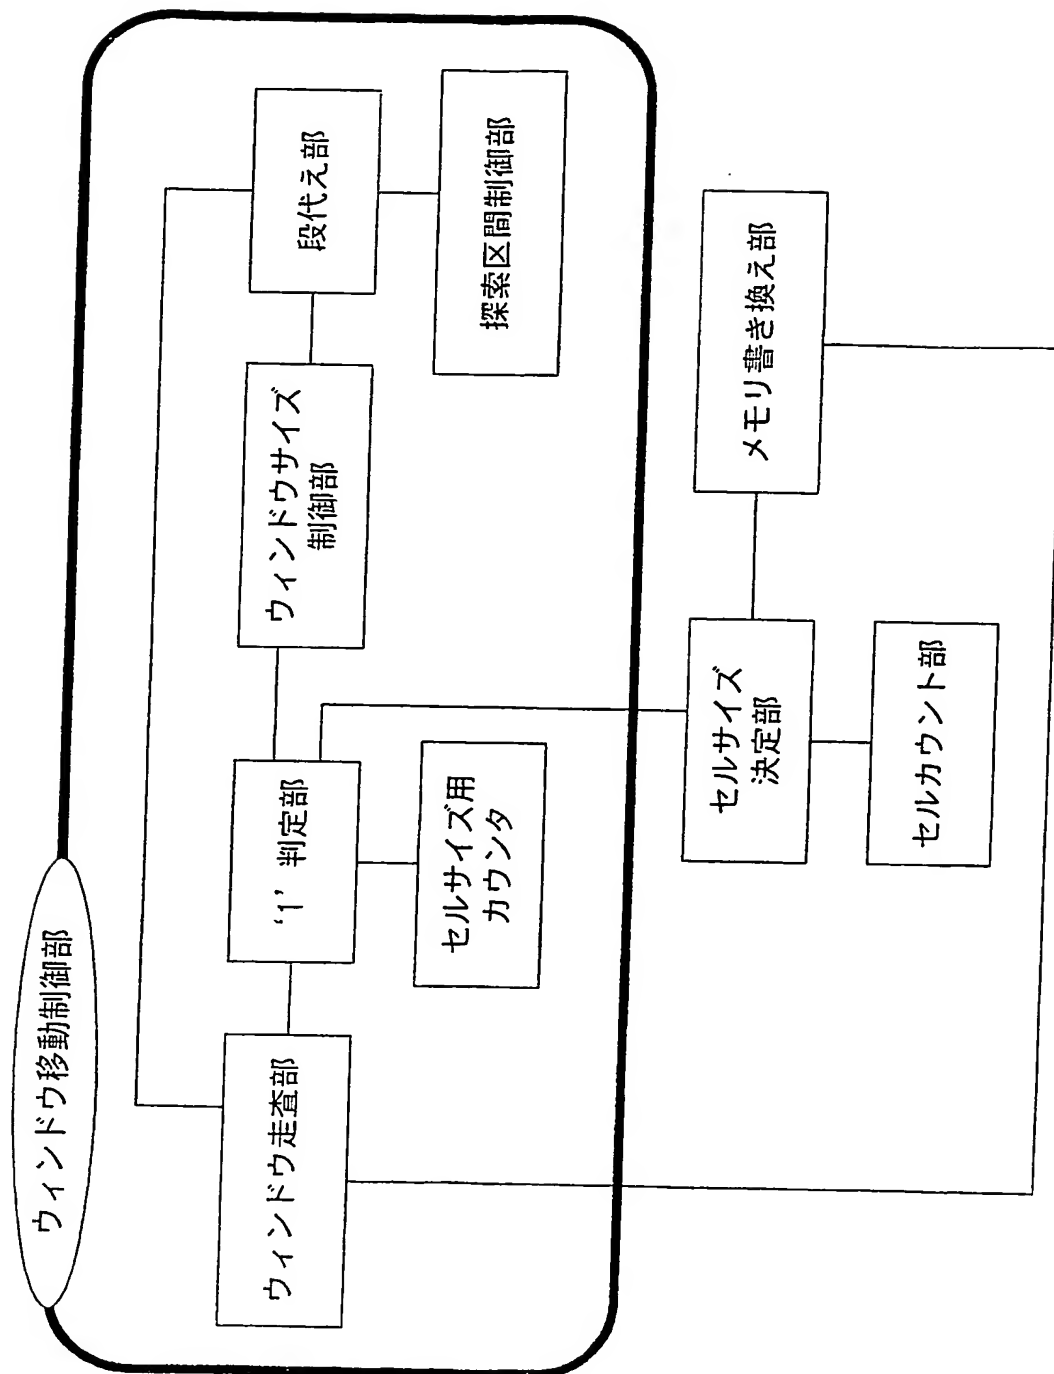 ウィンドウ移動制御部
ウィンドウ走査部
‘1’ 判定部
ウィンドウサイズ
制御部
段代え部
セルサイズ用
カウンタ
探索区間制御部
セルサイズ
決定部
メモリ書き換え部
セルカウント部